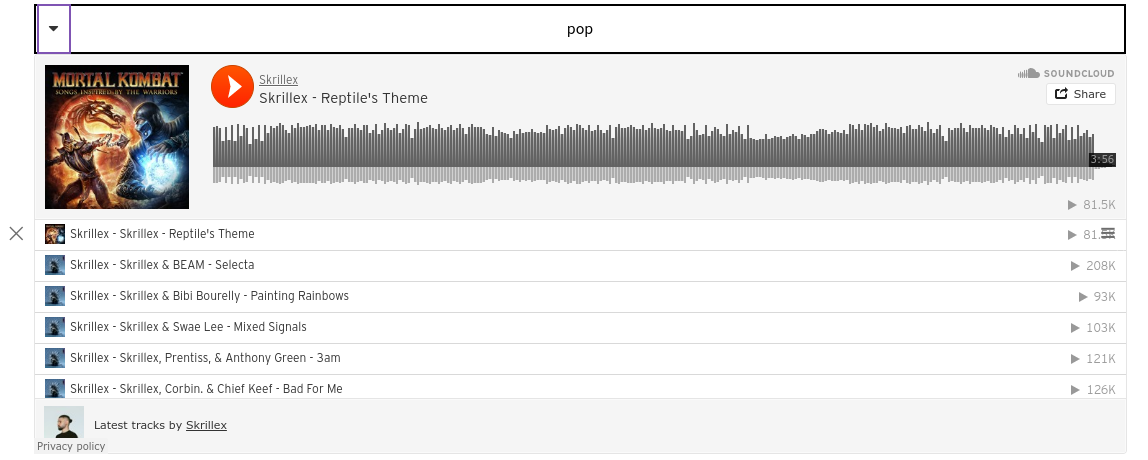 pop
MORTAL KOMBAT
SONGS INSPIRED BY THE WARRIORS
Skrillex
Skrillex - Reptile's Theme
SOUNDCLOUD
Share
3:56
81.5K
Skrillex - Skrillex - Reptile's Theme
Skrillex - Skrillex & BEAM - Selecta
208K
Skrillex - Skrillex & Bibi Bourelly - Painting Rainbows
93K
Skrillex - Skrillex & Swae Lee - Mixed Signals
103K
Skrillex - Skrillex, Prentiss, & Anthony Green - 3am
121K
Skrillex - Skrillex, Corbin. & Chief Keef - Bad For Me
126K
Latest tracks by Skrillex
Privacy policy